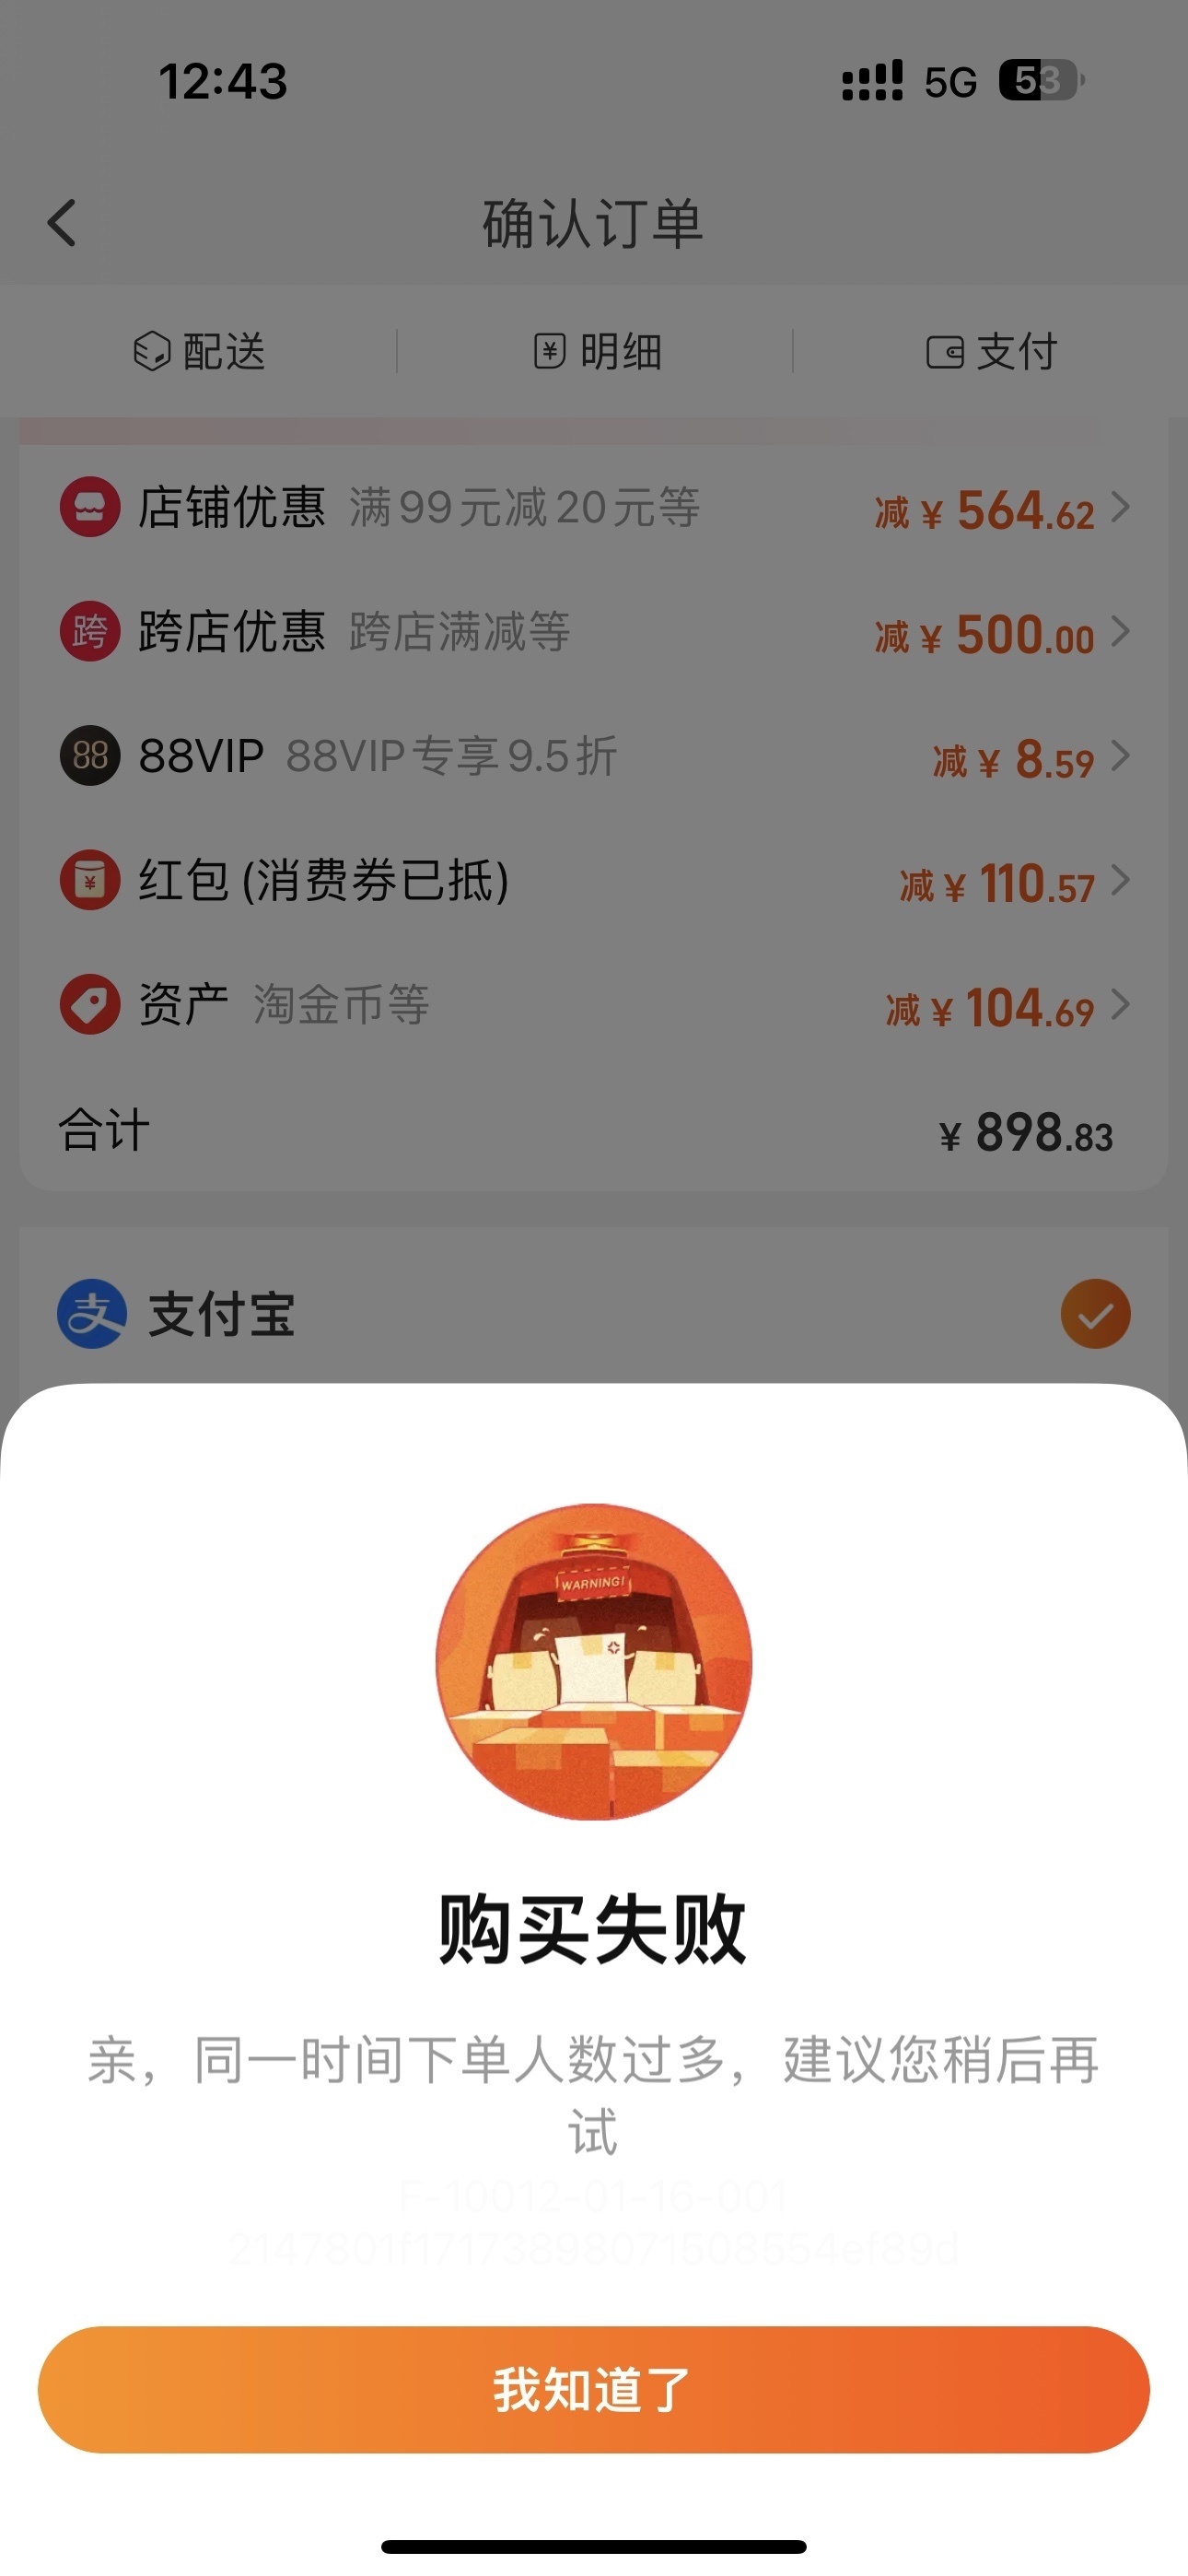 12:43 5G 53
确认订单
配送 明细 支付
店铺优惠 满99元减20元等 减 ¥ 564.62
跨 跨店优惠 跨店满减等 减 ¥ 500.00
88 88VIP 88VIP专享9.5折 减 ¥ 8.59
红包 (消费券已抵) 减 ¥ 110.57
资产 淘金币等 减 ¥ 104.69
合计 ¥ 898.83
支 支付宝
WARNING!
购买失败
亲，同一时间下单人数过多，建议您稍后再
试
F-10012-01-16-001
2147801f17173898071508554ef89d
我知道了